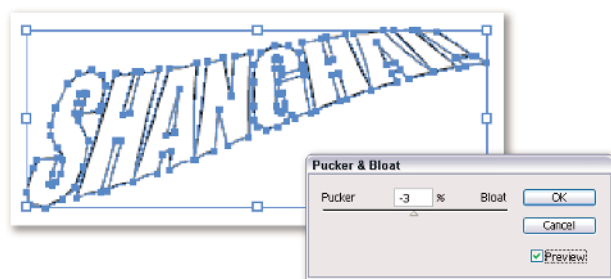 SHANGHAI
Pucker & Bloat
Pucker -3 % Bloat OK
Cancel
Preview